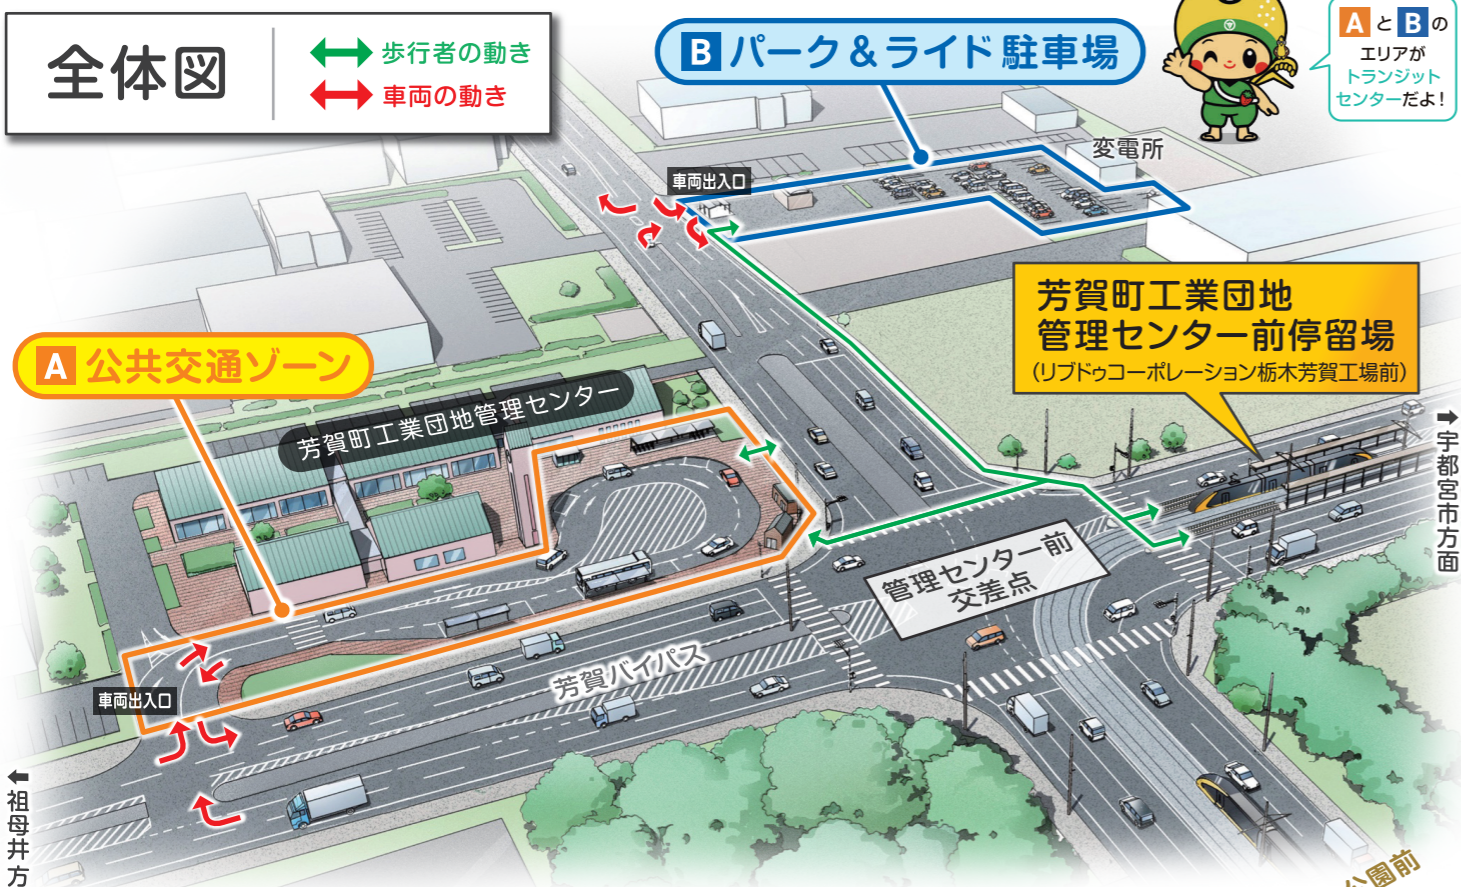 全体図
歩行者の動き
車両の動き
B パーク&ライド駐車場
AとBの
エリアが
トランジット
センターだよ!
変電所
車両出入口
芳賀町工業団地
管理センター前停留場
(リブドゥコーポレーション栃木芳賀工場前)
A 公共交通ゾーン
芳賀町工業団地管理センター
➡宇都宮市方面
管理センター前
交差点
芳賀バイパス
車両出入口
⬅祖母井方
公園前